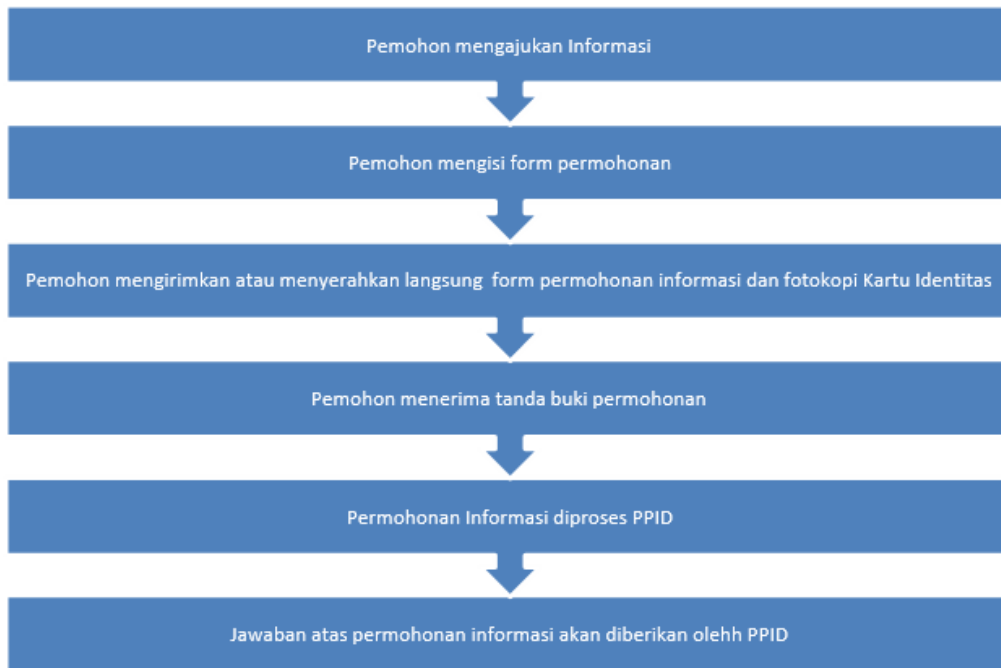 Pemohon mengajukan Informasi
Pemohon mengisi form permohonan
Pemohon mengirimkan atau menyerahkan langsung form permohonan informasi dan fotokopi Kartu Identitas
Pemohon menerima tanda buki permohonan
Permohonan Informasi diproses PPID
Jawaban atas permohonan informasi akan diberikan olehh PPID